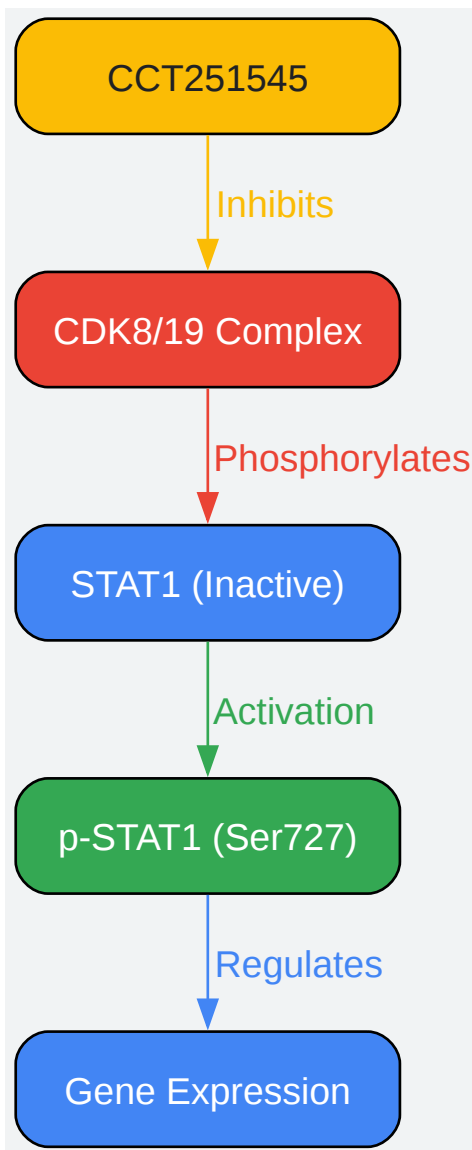 CCT251545
Inhibits
CDK8/19 Complex
Phosphorylates
STAT1 (Inactive)
Activation
p-STAT1 (Ser727)
Regulates
Gene Expression